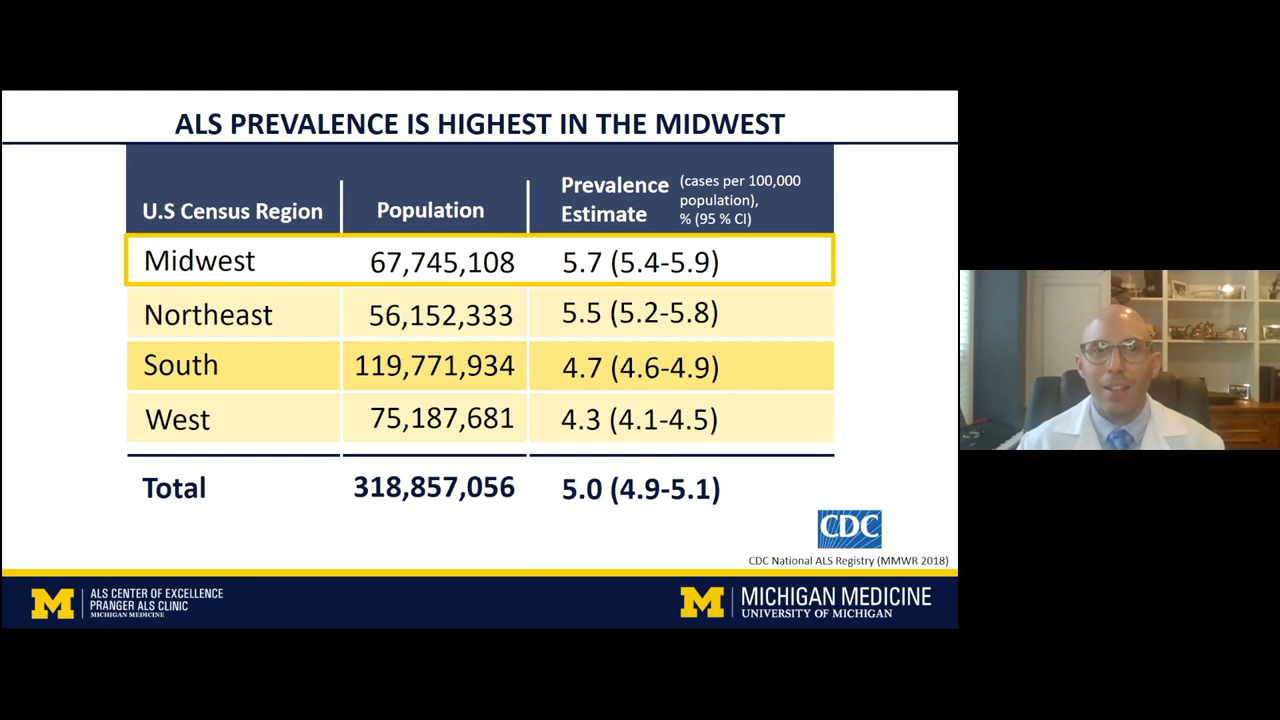 ALS PREVALENCE IS HIGHEST IN THE MIDWEST
U.S Census Region
Population
Prevalence Estimate
(cases per 100,000 population), % (95 % CI)
Midwest 67,745,108 5.7 (5.4-5.9)
Northeast 56,152,333 5.5 (5.2-5.8)
South 119,771,934 4.7 (4.6-4.9)
West 75,187,681 4.3 (4.1-4.5)
Total 318,857,056 5.0 (4.9-5.1)
CDC
CDC National ALS Registry (MMWR 2018)
M
ALS CENTER OF EXCELLENCE
PRANGER ALS CLINIC
MICHIGAN MEDICINE
M
MICHIGAN MEDICINE
UNIVERSITY OF MICHIGAN